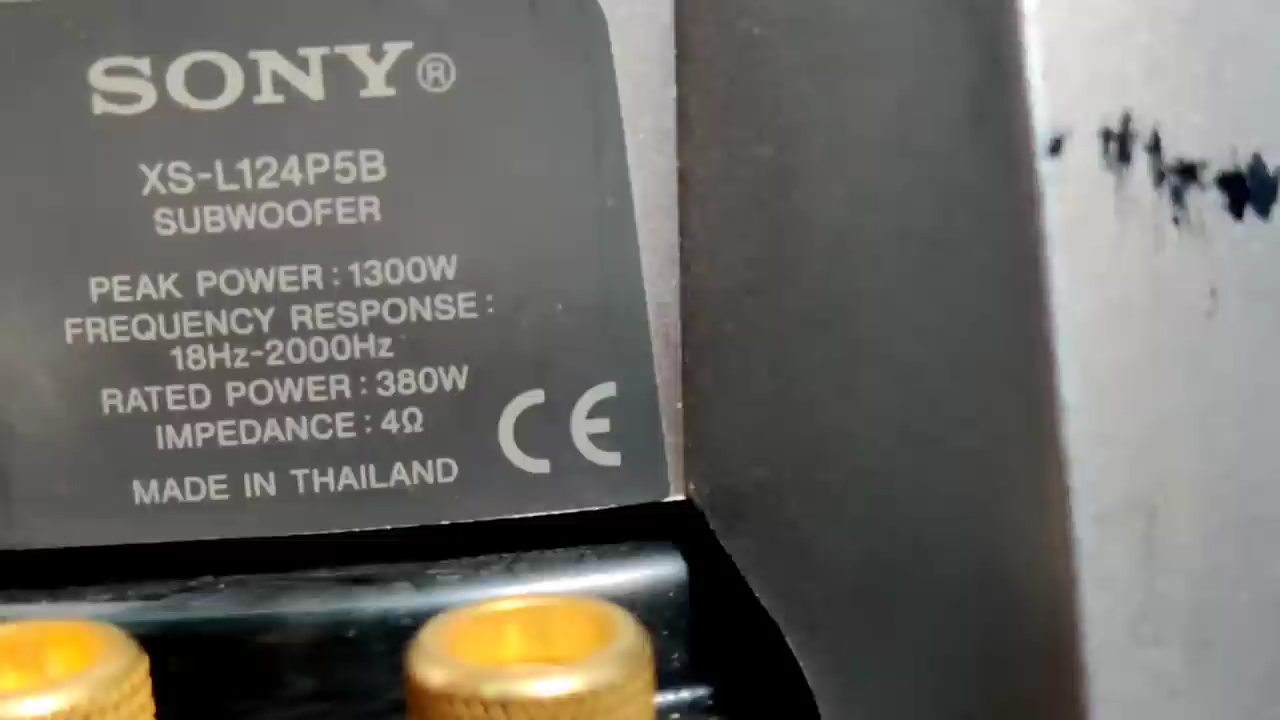 SONY®
XS-L124P5B
SUBWOOFER
PEAK POWER : 1300W
FREQUENCY RESPONSE :
18Hz-2000Hz
RATED POWER : 380W
IMPEDANCE : 4Ω
CE
MADE IN THAILAND